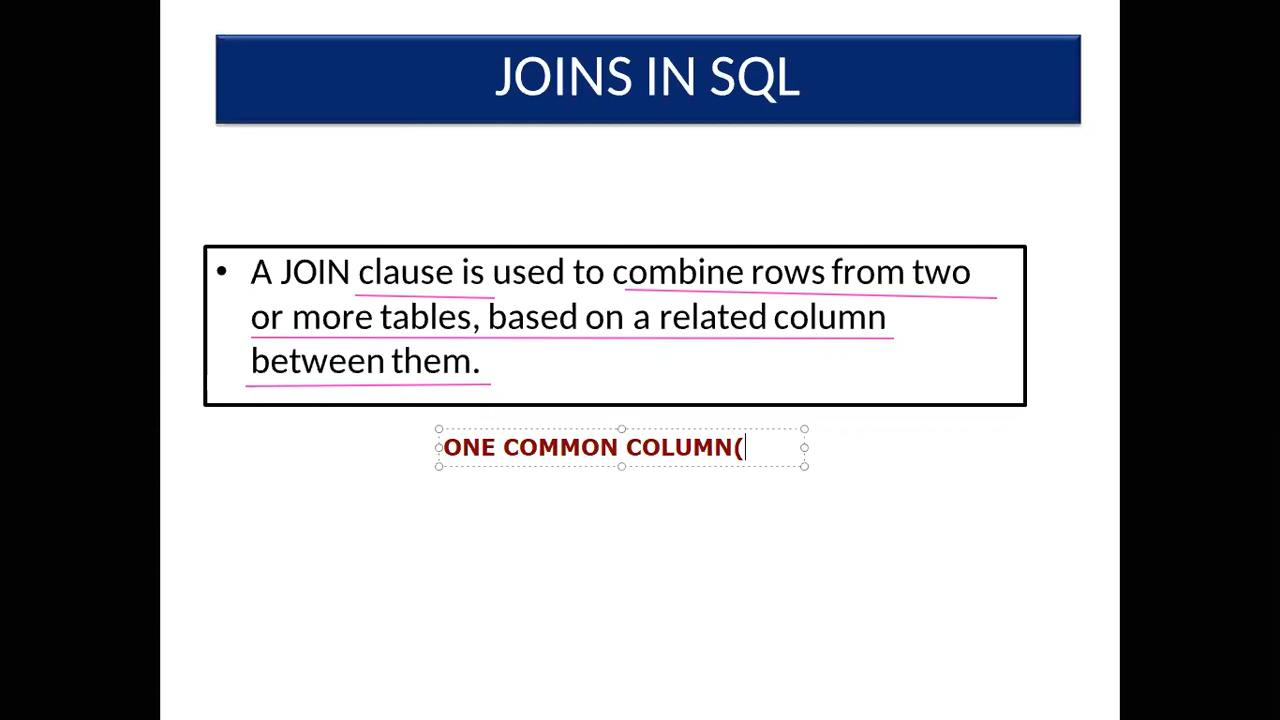 JOINS IN SQL
• A JOIN clause is used to combine rows from two
or more tables, based on a related column
between them.
ONE COMMON COLUMN(